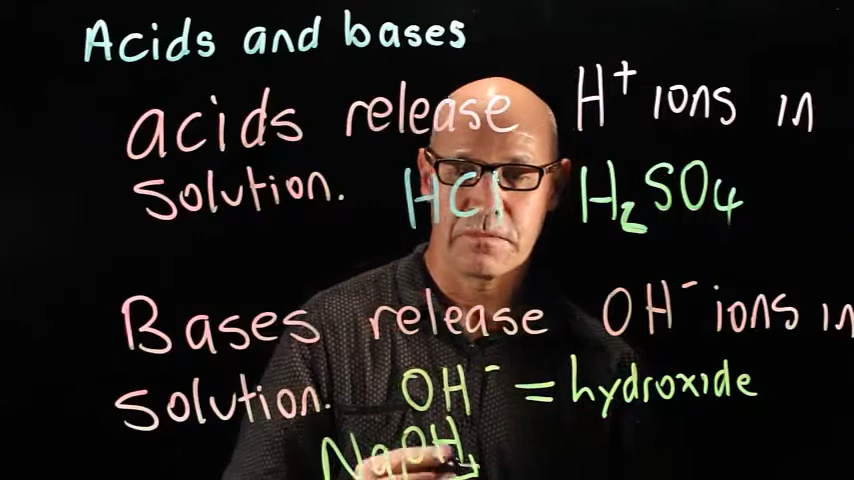 Acids and bases
acids release H⁺ ions in
solution. HCl H₂SO₄
Bases release OH⁻ ions in
solution. OH⁻ = hydroxide
NaOH